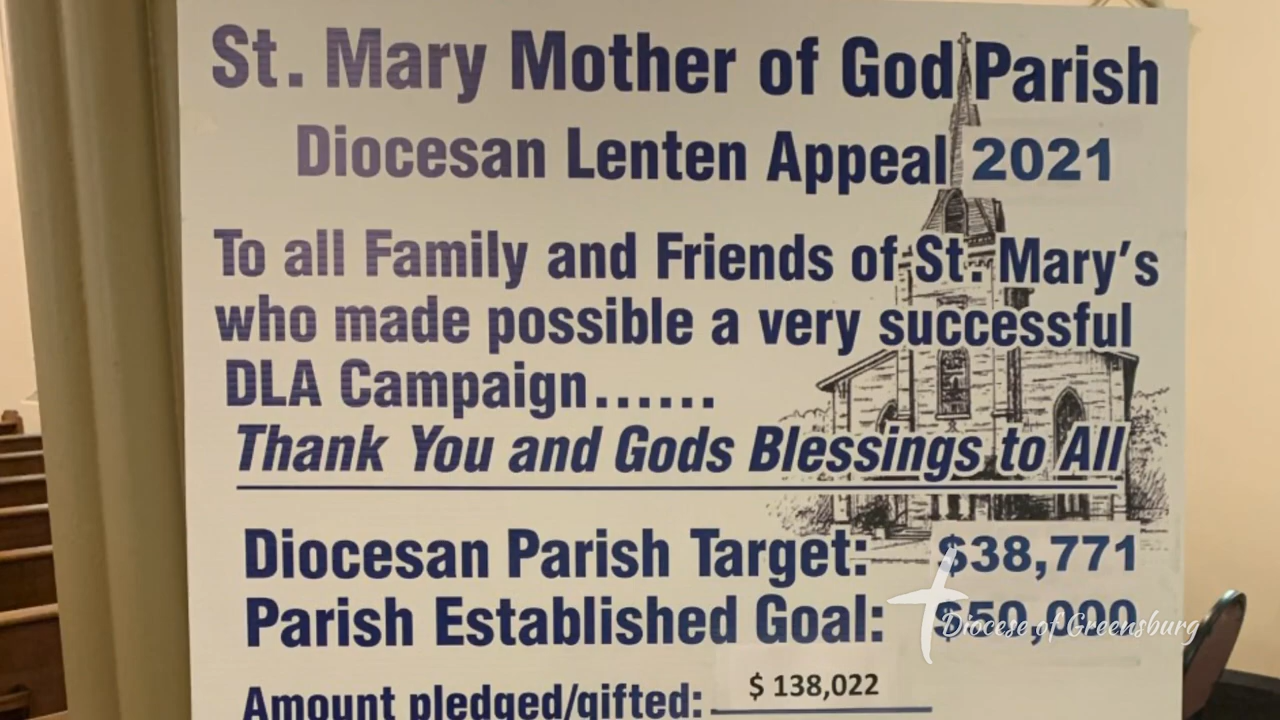 St. Mary Mother of God Parish
Diocesan Lenten Appeal 2021
To all Family and Friends of St. Mary's
who made possible a very successful
DLA Campaign......
Thank You and Gods Blessings to All
Diocesan Parish Target: $38,771
Parish Established Goal: $50,000
Diocese of Greensburg
Amount pledged/gifted: $ 138,022